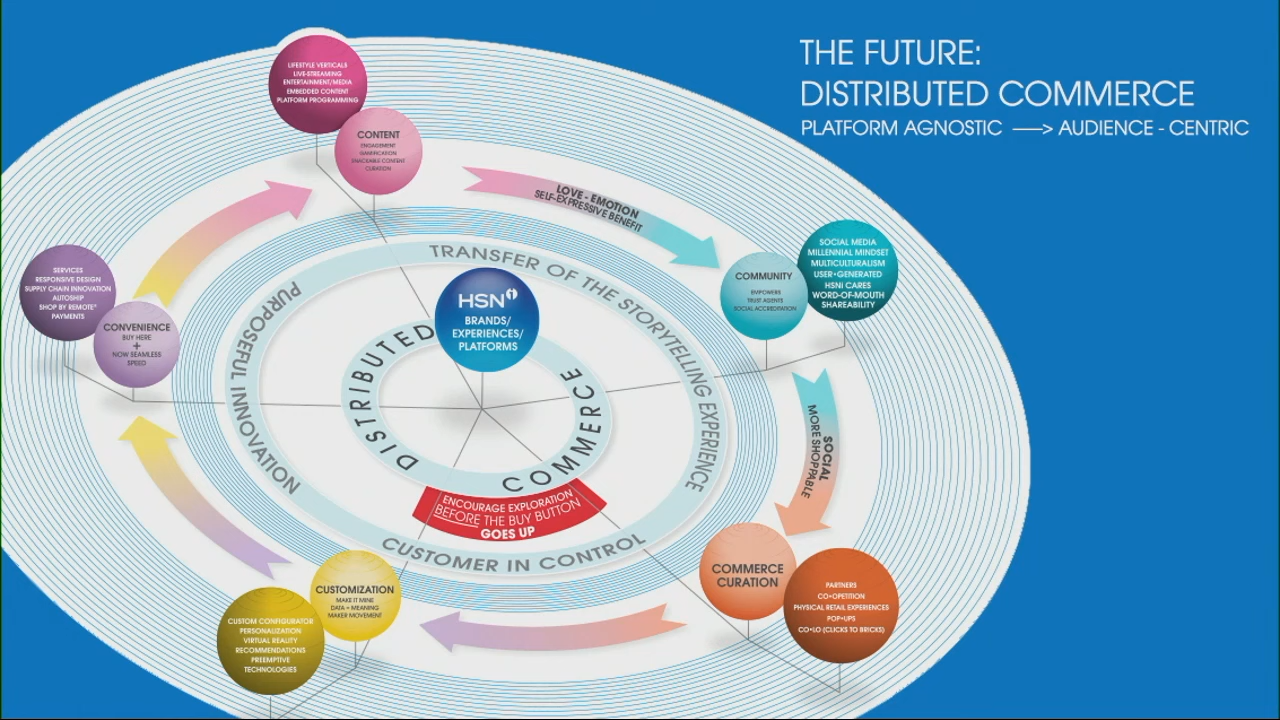 THE FUTURE:
DISTRIBUTED COMMERCE
PLATFORM AGNOSTIC ⟶ AUDIENCE - CENTRIC
LIFESTYLE VERTICALS
LIVE-STREAMING
ENTERTAINMENT/MEDIA
EMBEDDED CONTENT
PLATFORM PROGRAMMING
CONTENT
ENGAGEMENT
GAMIFICATION
SNACKABLE CONTENT
CURATION
LOVE - EMOTION
SELF-EXPRESSIVE BENEFIT
COMMUNITY
EMPOWERS
TRUST AGENTS
SOCIAL ACCREDITATION
SOCIAL MEDIA
MILLENNIAL MINDSET
MULTICULTURALISM
USER•GENERATED
HSNi CARES
WORD-OF-MOUTH
SHAREABILITY
SOCIAL
MORE SHOPPABLE
COMMERCE
CURATION
PARTNERS
CO•OPETITION
PHYSICAL RETAIL EXPERIENCES
POP•UPS
CO•LO (CLICKS TO BRICKS)
CUSTOMIZATION
MAKE IT MINE
DATA = MEANING
MAKER MOVEMENT
CUSTOM CONFIGURATOR
PERSONALIZATION
VIRTUAL REALITY
RECOMMENDATIONS
PREEMPTIVE
TECHNOLOGIES
SERVICES
RESPONSIVE DESIGN
SUPPLY CHAIN INNOVATION
AUTOSHIP
SHOP BY REMOTE®
PAYMENTS
CONVENIENCE
BUY HERE
+
NOW SEAMLESS
SPEED
TRANSFER OF THE STORYTELLING EXPERIENCE
PURPOSEFUL INNOVATION
CUSTOMER IN CONTROL
HSNi
BRANDS/
EXPERIENCES/
PLATFORMS
DISTRIBUTED
COMMERCE
ENCOURAGE EXPLORATION
BEFORE THE BUY BUTTON
GOES UP